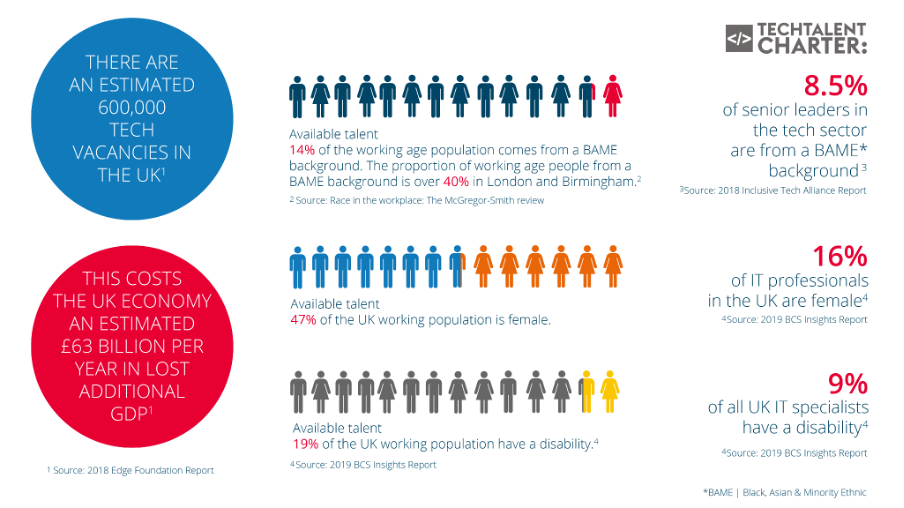 THERE ARE
AN ESTIMATED
600,000
TECH
VACANCIES IN
THE UK¹
THIS COSTS
THE UK ECONOMY
AN ESTIMATED
£63 BILLION PER
YEAR IN LOST
ADDITIONAL
GDP¹
¹ Source: 2018 Edge Foundation Report
Available talent
14% of the working age population comes from a BAME
background. The proportion of working age people from a
BAME background is over 40% in London and Birmingham.²
² Source: Race in the workplace: The McGregor-Smith review
Available talent
47% of the UK working population is female.
Available talent
19% of the UK working population have a disability.⁴
⁴ Source: 2019 BCS Insights Report
</> TECHTALENT
CHARTER:
8.5%
of senior leaders in
the tech sector
are from a BAME*
background ³
³Source: 2018 Inclusive Tech Alliance Report
16%
of IT professionals
in the UK are female⁴
⁴Source: 2019 BCS Insights Report
9%
of all UK IT specialists
have a disability⁴
⁴Source: 2019 BCS Insights Report
*BAME | Black, Asian & Minority Ethnic